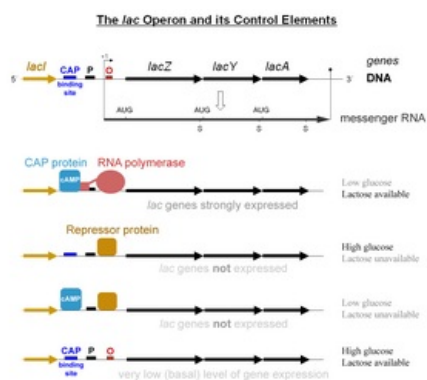 The lac Operon and its Control Elements
+1
lacI CAP P O lacZ lacY lacA genes
5' binding site 3' DNA
AUG AUG AUG
messenger RNA
S S S
CAP protein RNA polymerase
cAMP
Low glucose
Lactose available
lac genes strongly expressed
Repressor protein
High glucose
Lactose unavailable
lac genes not expressed
cAMP
Low glucose
Lactose unavailable
lac genes not expressed
CAP P O
High glucose
Lactose available
binding site
very low (basal) level of gene expression